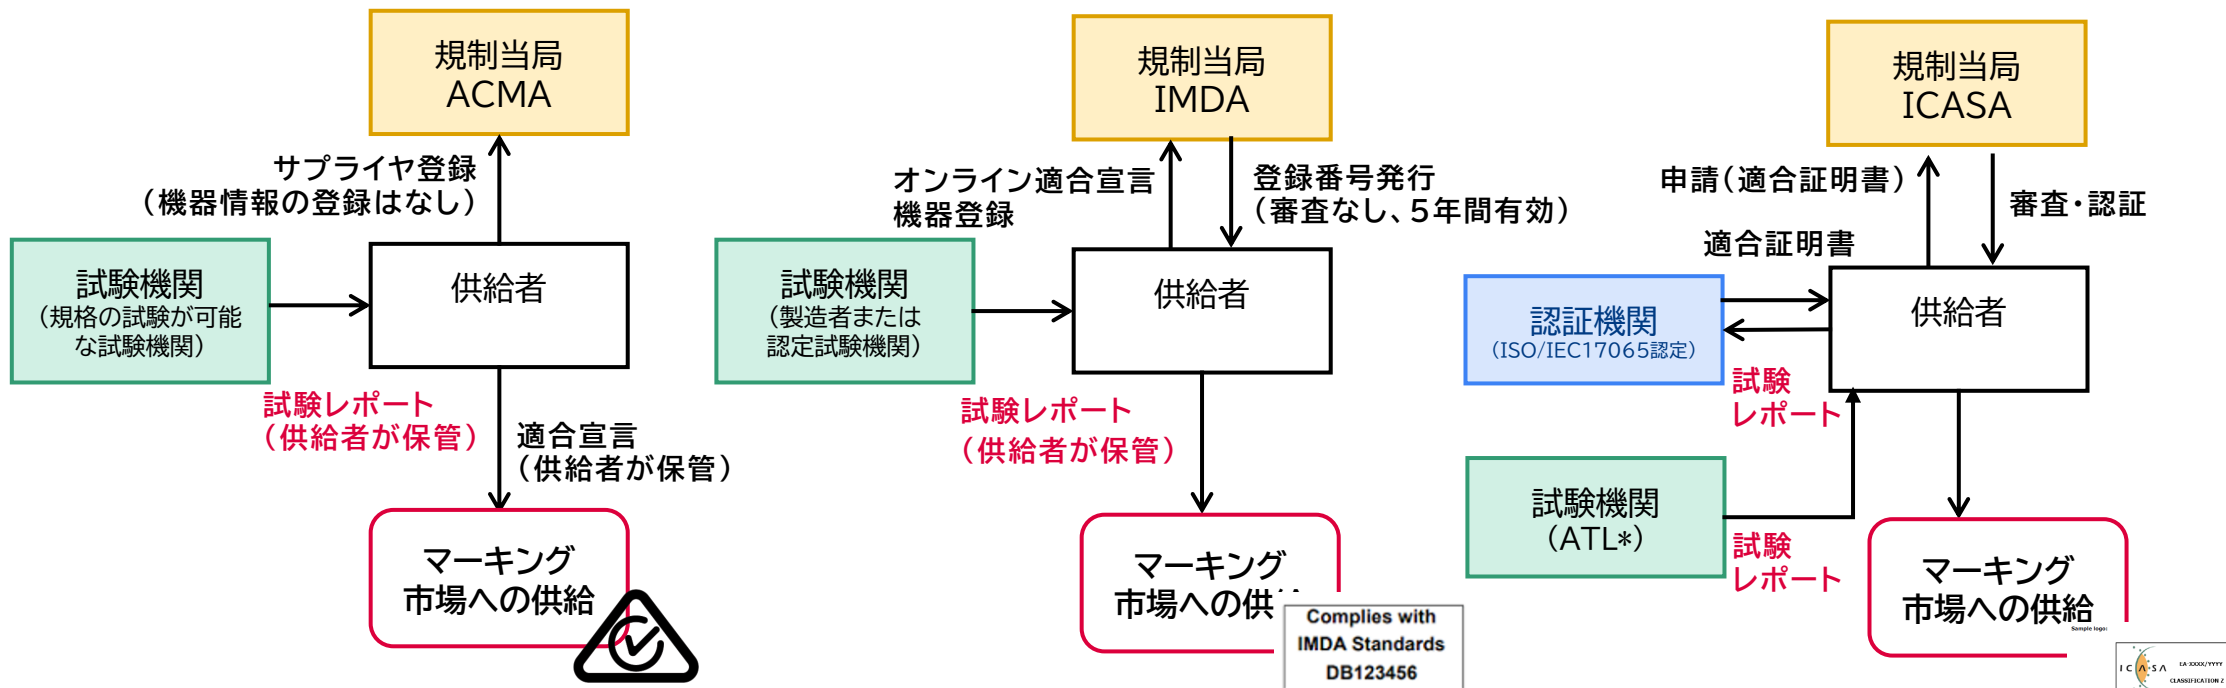 規制当局
ACMA
サプライヤ登録
（機器情報の登録はなし）
試験機関
（規格の試験が可能
な試験機関）
供給者
試験レポート
（供給者が保管）
適合宣言
（供給者が保管）
マーキング
市場への供給
規制当局
IMDA
オンライン適合宣言
機器登録
登録番号発行
（審査なし、5年間有効）
試験機関
（製造者または
認定試験機関）
供給者
試験レポート
（供給者が保管）
マーキング
市場への供
Complies with
IMDA Standards
DB123456
規制当局
ICASA
申請（適合証明書）
審査・認証
適合証明書
認証機関
（ISO/IEC17065認定）
供給者
試験
レポート
試験機関
（ATL*）
試験
レポート
マーキング
市場への供給
Sample logo:
ICASA
CLASSIFICATION Z